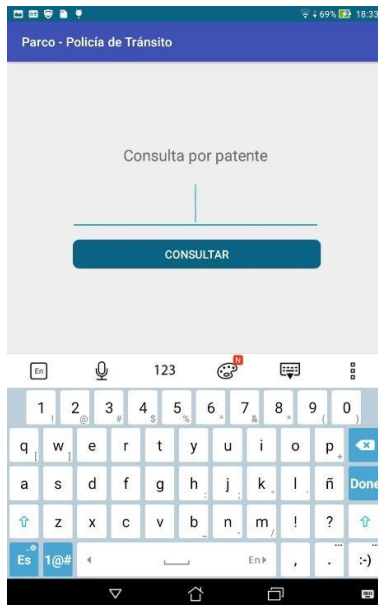 69% 18:33
Parco - Policía de Tránsito
Consulta por patente
CONSULTAR
En 123 N
1 ! 2 @ 3 # 4 $ 5 % 6 ^ 7 & 8 * 9 ( 0 )
q [ w ] e r t y u i o p +
a s d f g h ; j k l ñ Done
z x c v b n m / ! ?
Es 1@# En , . :-)